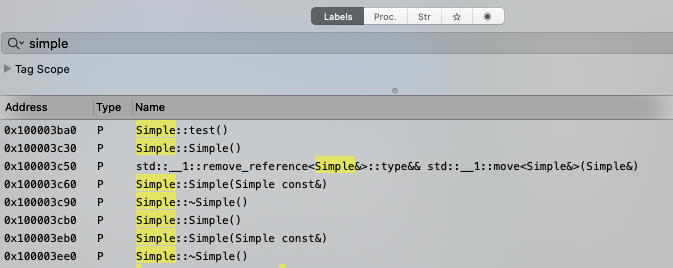 Labels Proc. Str
simple
Tag Scope
Address Type Name
0x100003ba0 P Simple::test()
0x100003c30 P Simple::Simple()
0x100003c50 P std::__1::remove_reference<Simple&>::type&& std::__1::move<Simple&>(Simple&)
0x100003c60 P Simple::Simple(Simple const&)
0x100003c90 P Simple::~Simple()
0x100003cb0 P Simple::Simple()
0x100003eb0 P Simple::Simple(Simple const&)
0x100003ee0 P Simple::~Simple()